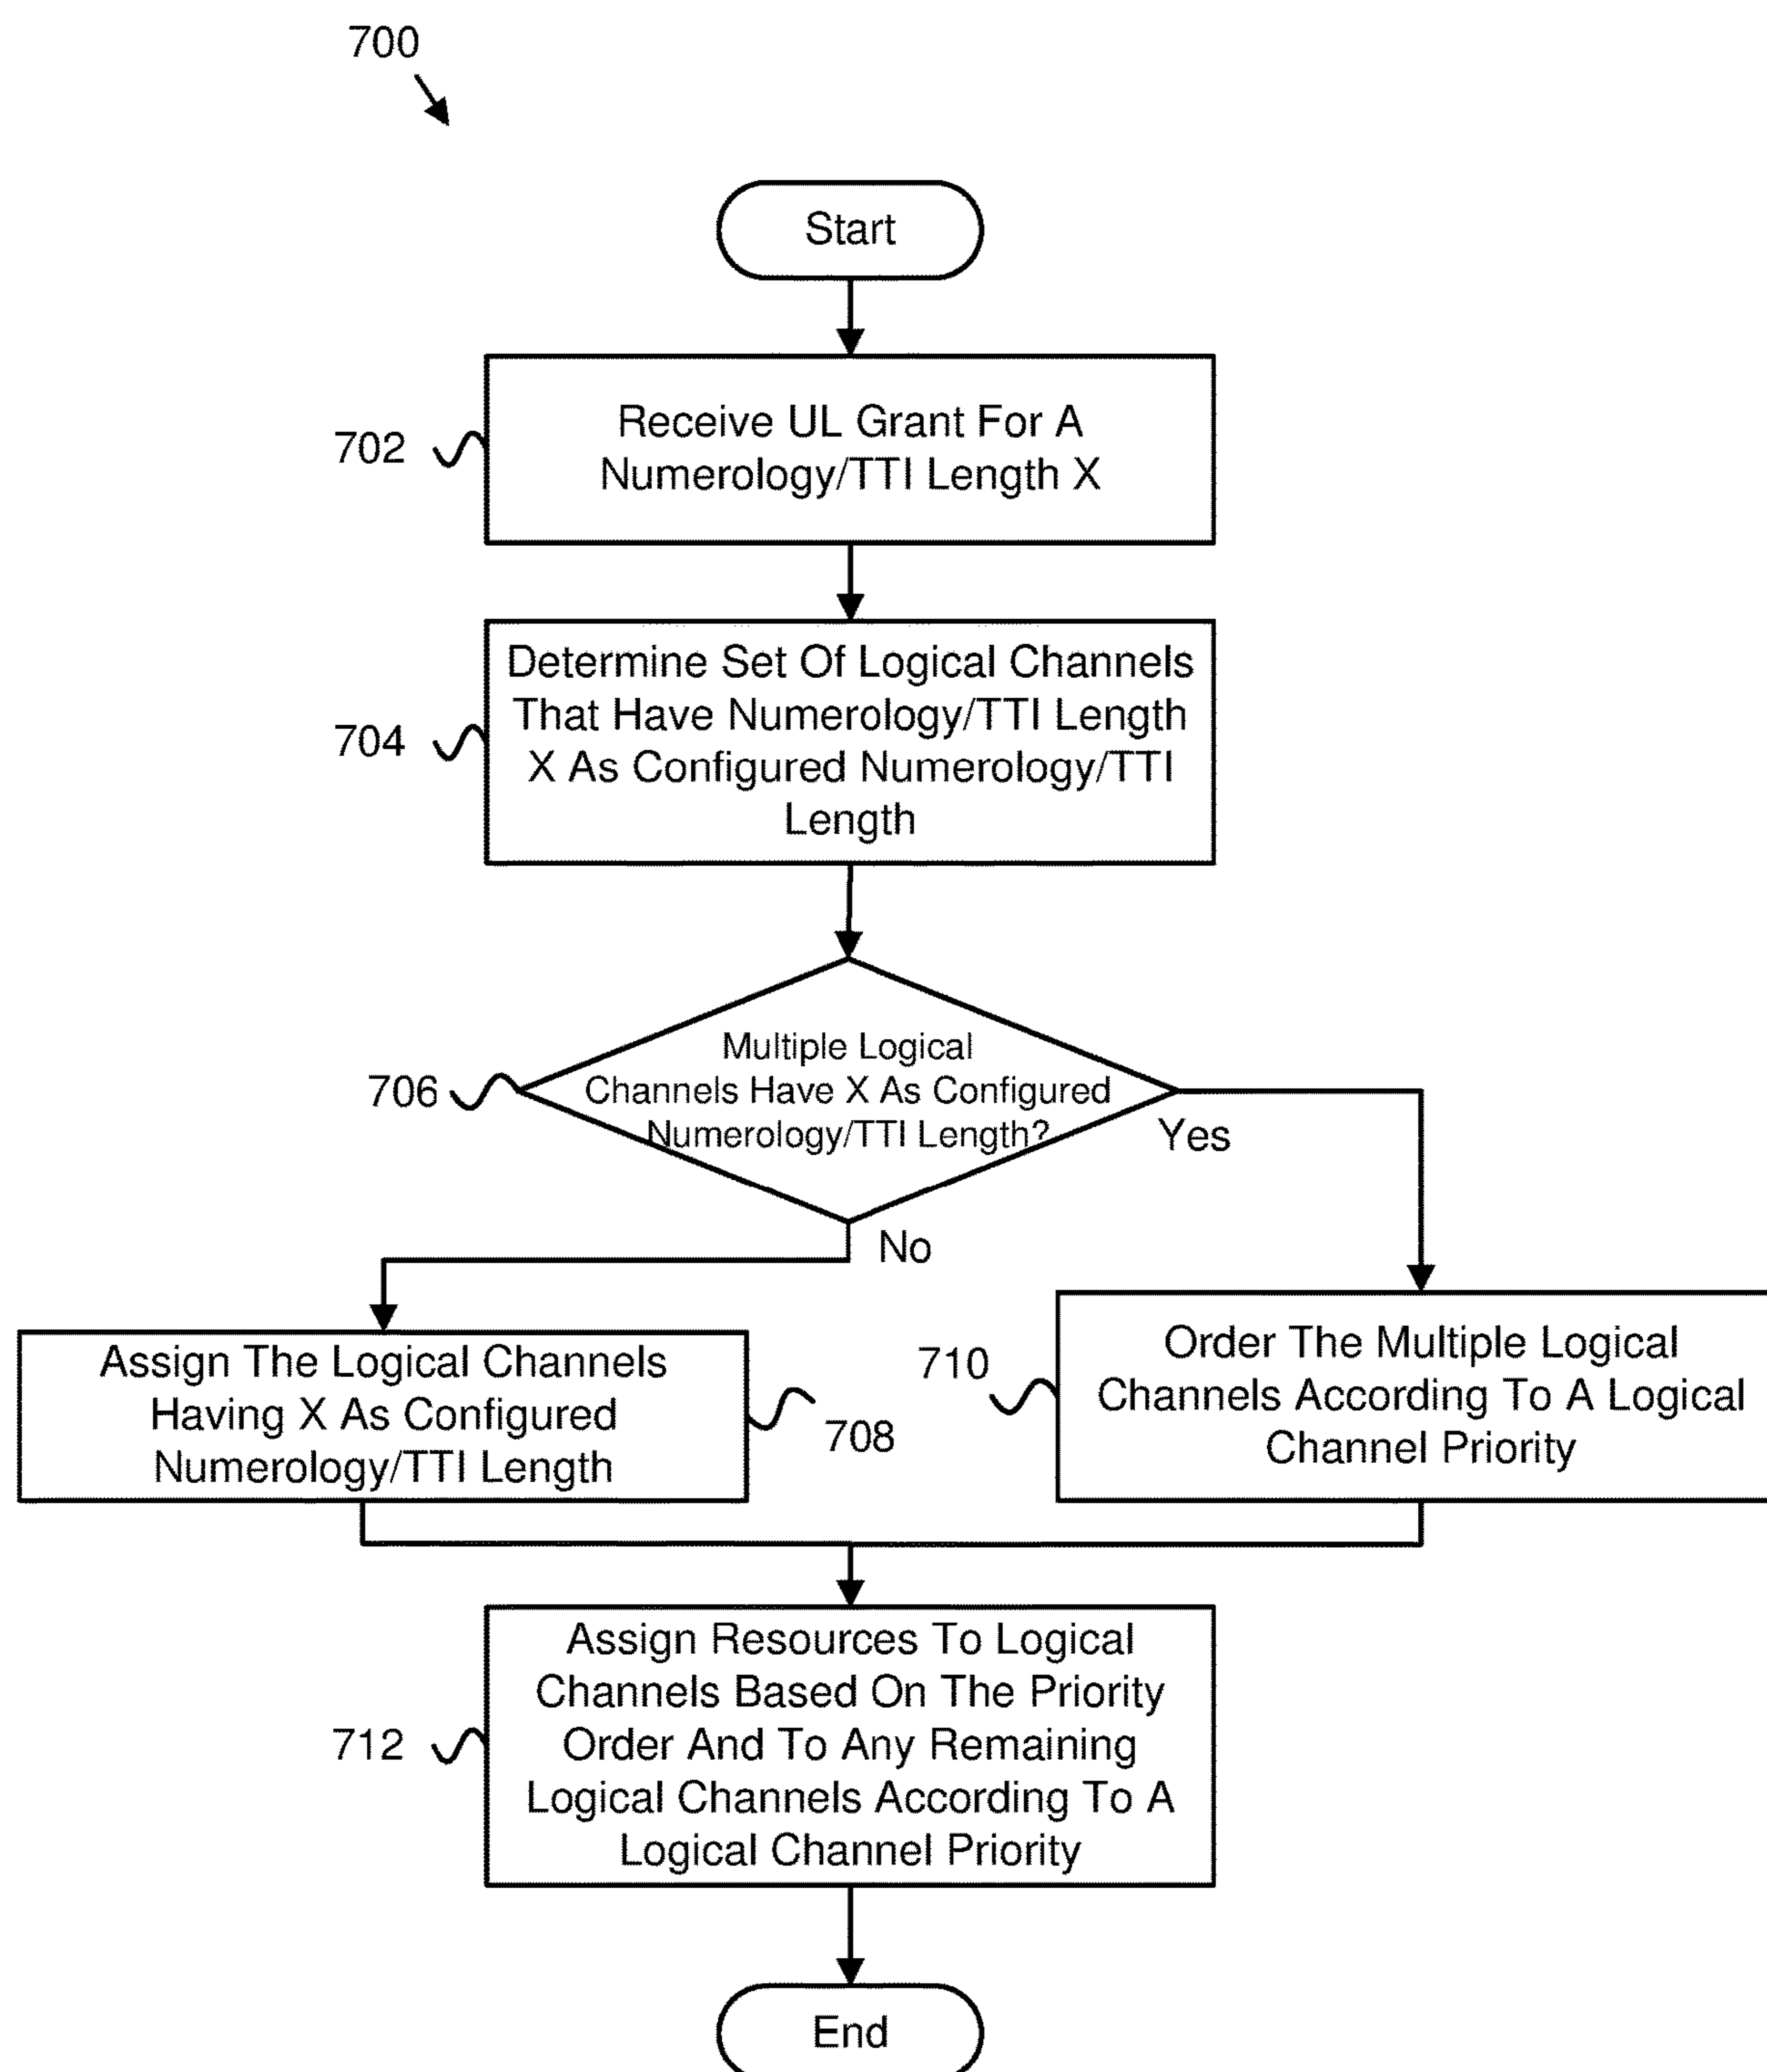 700
Start
702
Receive UL Grant For A
Numerology/TTI Length X
704
Determine Set Of Logical Channels
That Have Numerology/TTI Length
X As Configured Numerology/TTI
Length
706
Multiple Logical
Channels Have X As Configured
Numerology/TTI Length?
Yes
No
Assign The Logical Channels
Having X As Configured
Numerology/TTI Length
708
710
Order The Multiple Logical
Channels According To A Logical
Channel Priority
712
Assign Resources To Logical
Channels Based On The Priority
Order And To Any Remaining
Logical Channels According To A
Logical Channel Priority
End